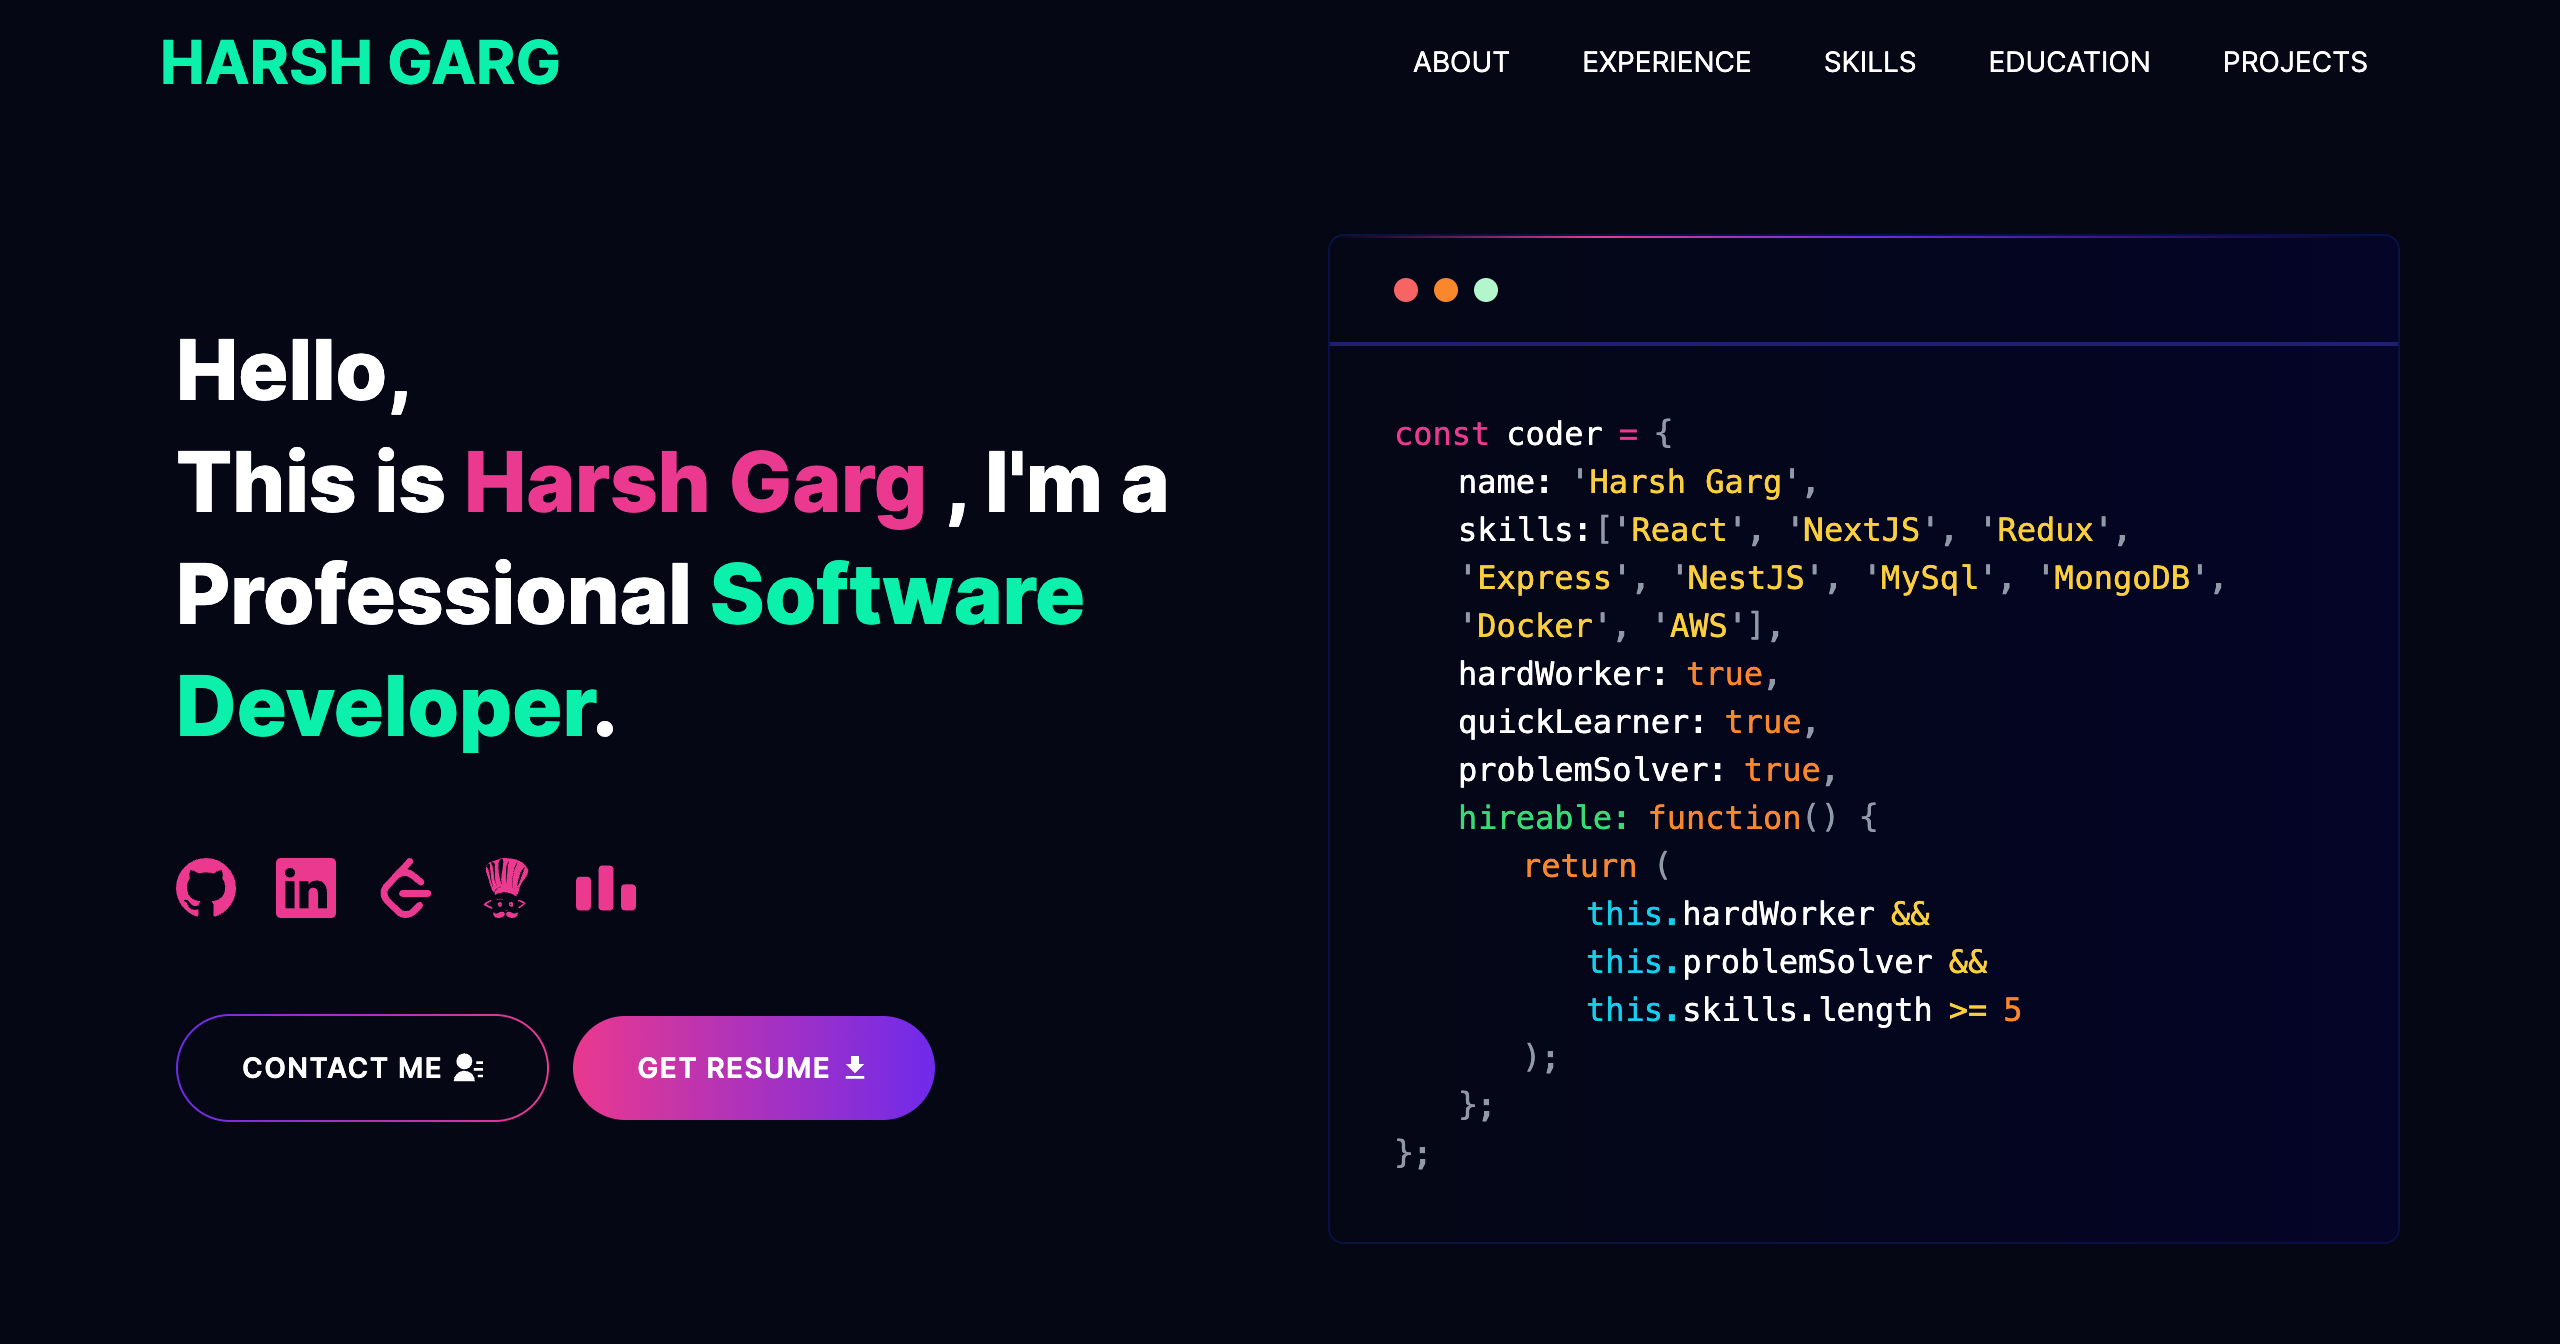 HARSH GARG
ABOUT EXPERIENCE SKILLS EDUCATION PROJECTS
Hello,
This is Harsh Garg , I'm a
Professional Software
Developer.
CONTACT ME
GET RESUME
const coder = {
name: 'Harsh Garg',
skills:['React', 'NextJS', 'Redux',
'Express', 'NestJS', 'MySql', 'MongoDB',
'Docker', 'AWS'],
hardWorker: true,
quickLearner: true,
problemSolver: true,
hireable: function() {
return (
this.hardWorker &&
this.problemSolver &&
this.skills.length >= 5
);
};
};